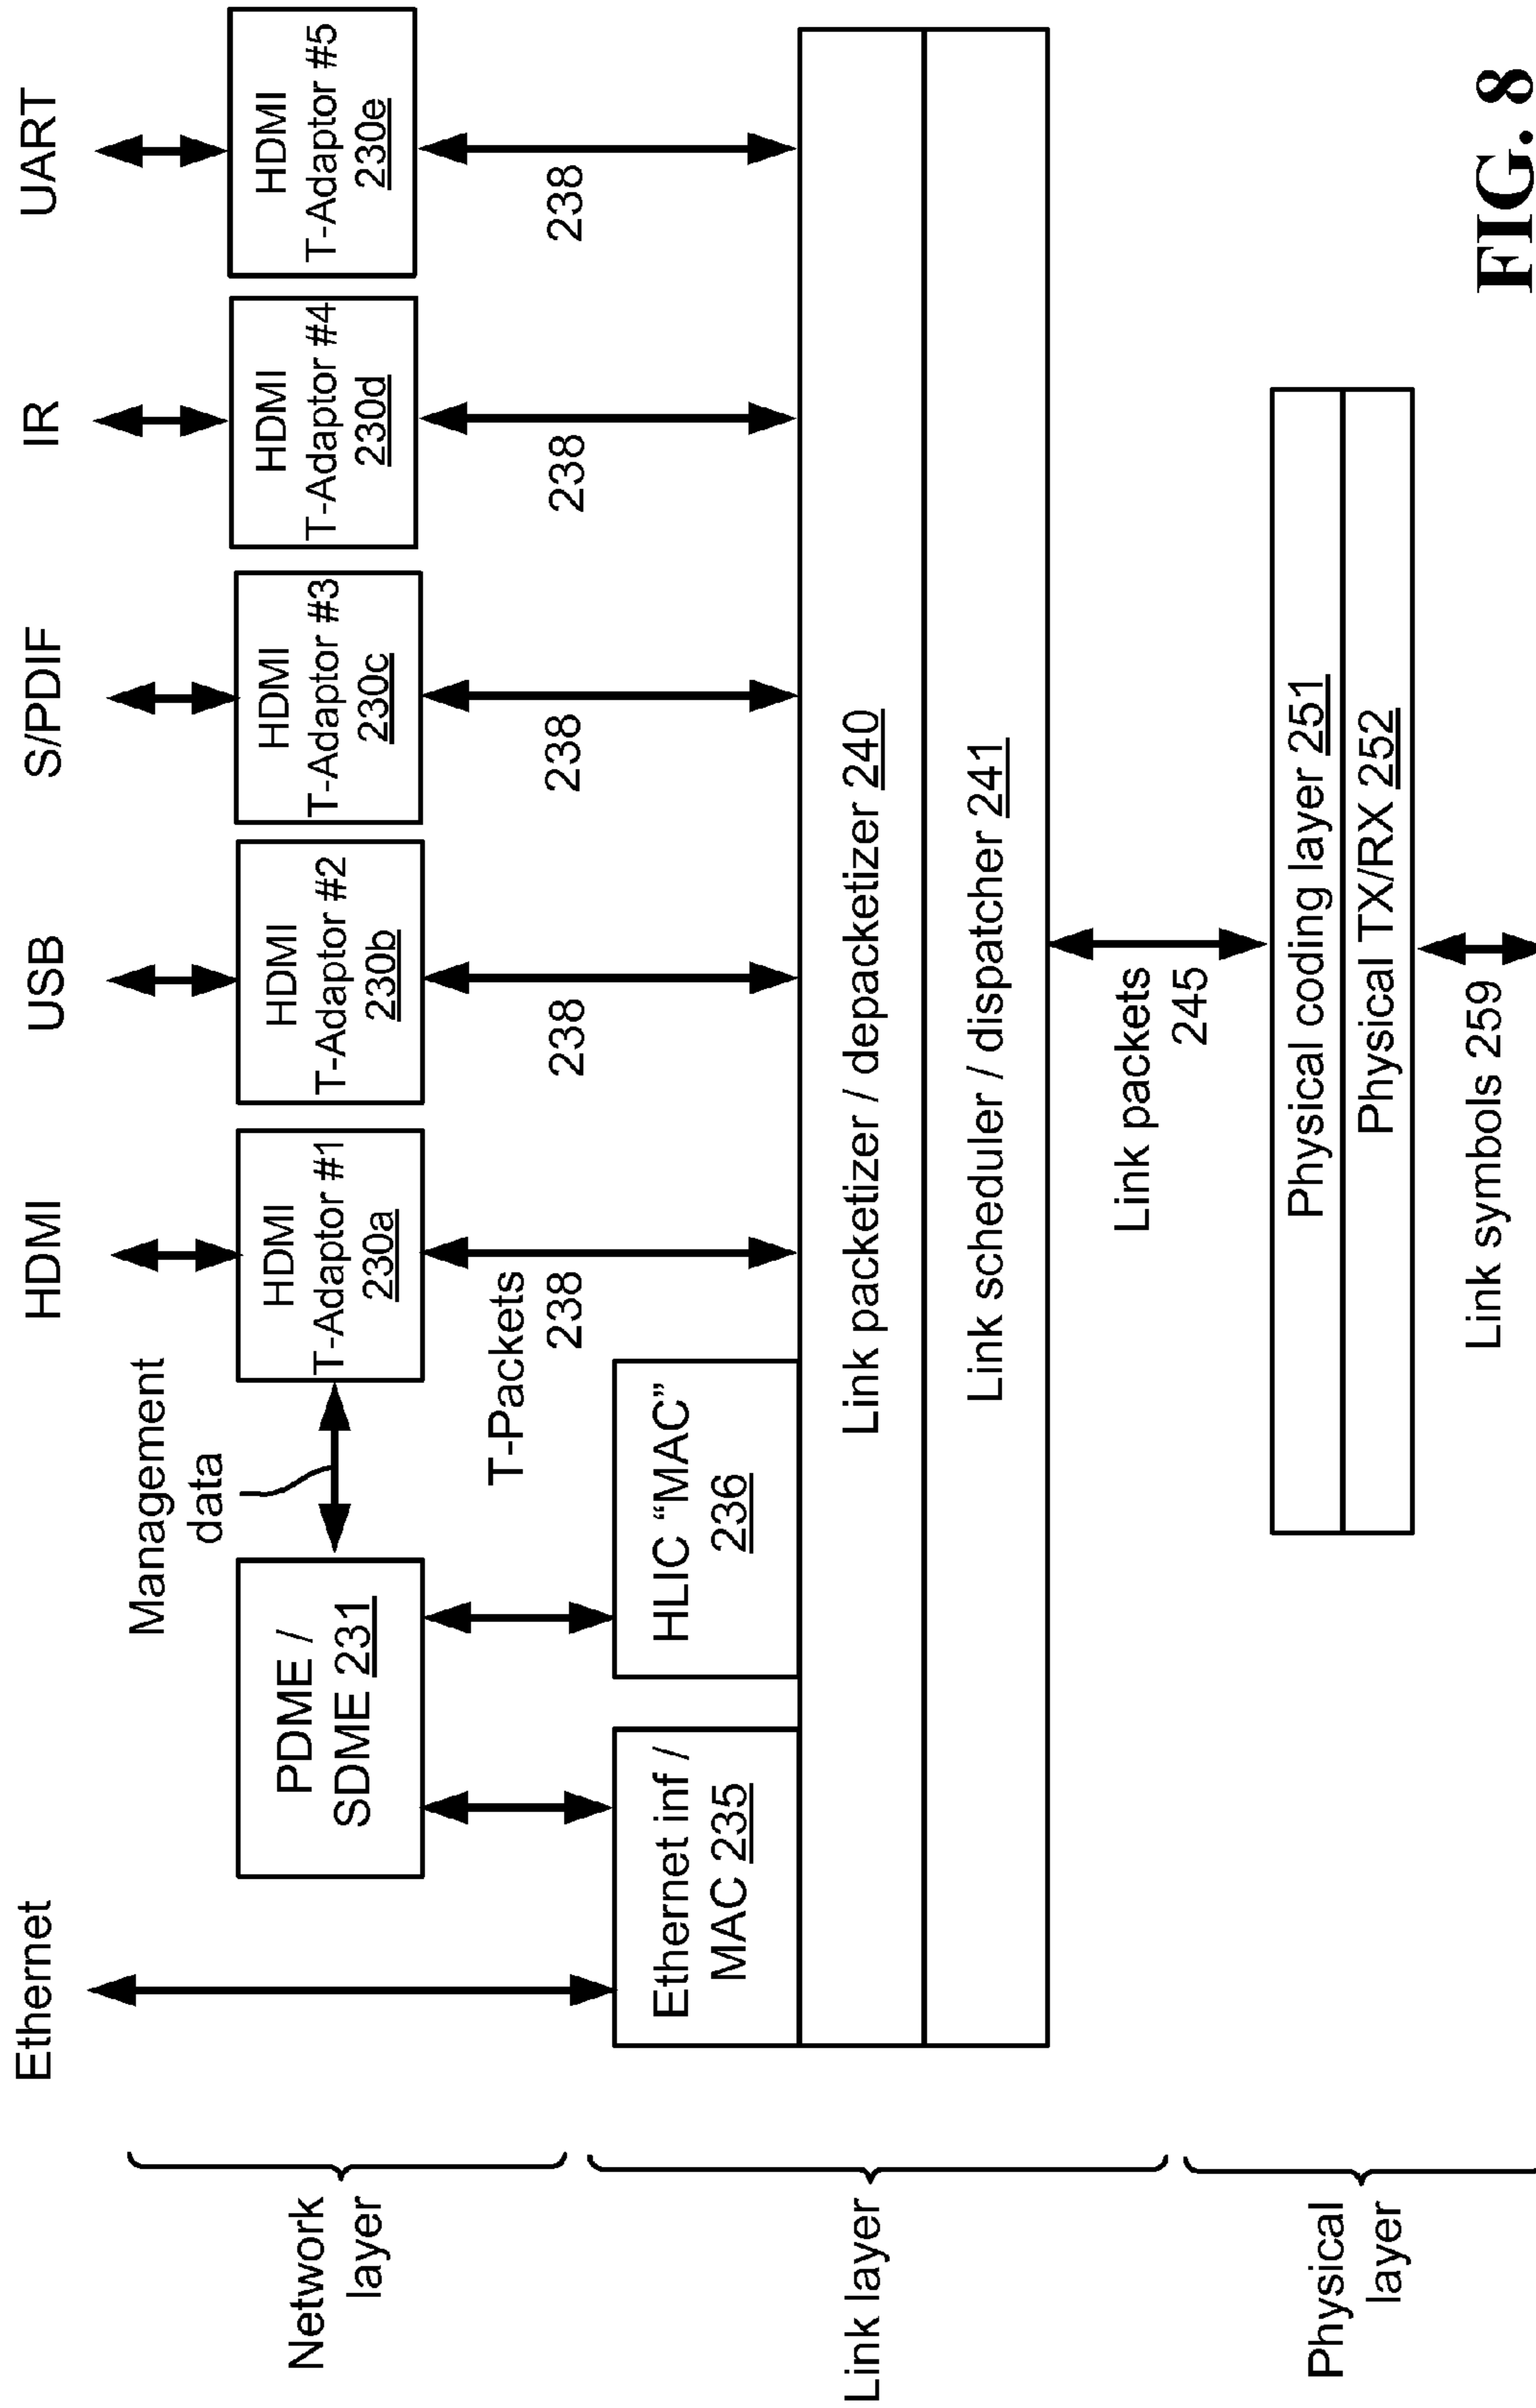 Ethernet
HDMI
USB
S/PDIF
IR
UART
Management
data
Network
layer
PDME /
SDME 231
HDMI
T-Adaptor #1
230a
HDMI
T-Adaptor #2
230b
HDMI
T-Adaptor #3
230c
HDMI
T-Adaptor #4
230d
HDMI
T-Adaptor #5
230e
T-Packets
238
238
238
238
238
Link layer
Ethernet inf /
MAC 235
HLIC “MAC”
236
Link packetizer / depacketizer 240
Link scheduler / dispatcher 241
Link packets
245
Physical
layer
Physical coding layer 251
Physical TX/RX 252
Link symbols 259
FIG. 8